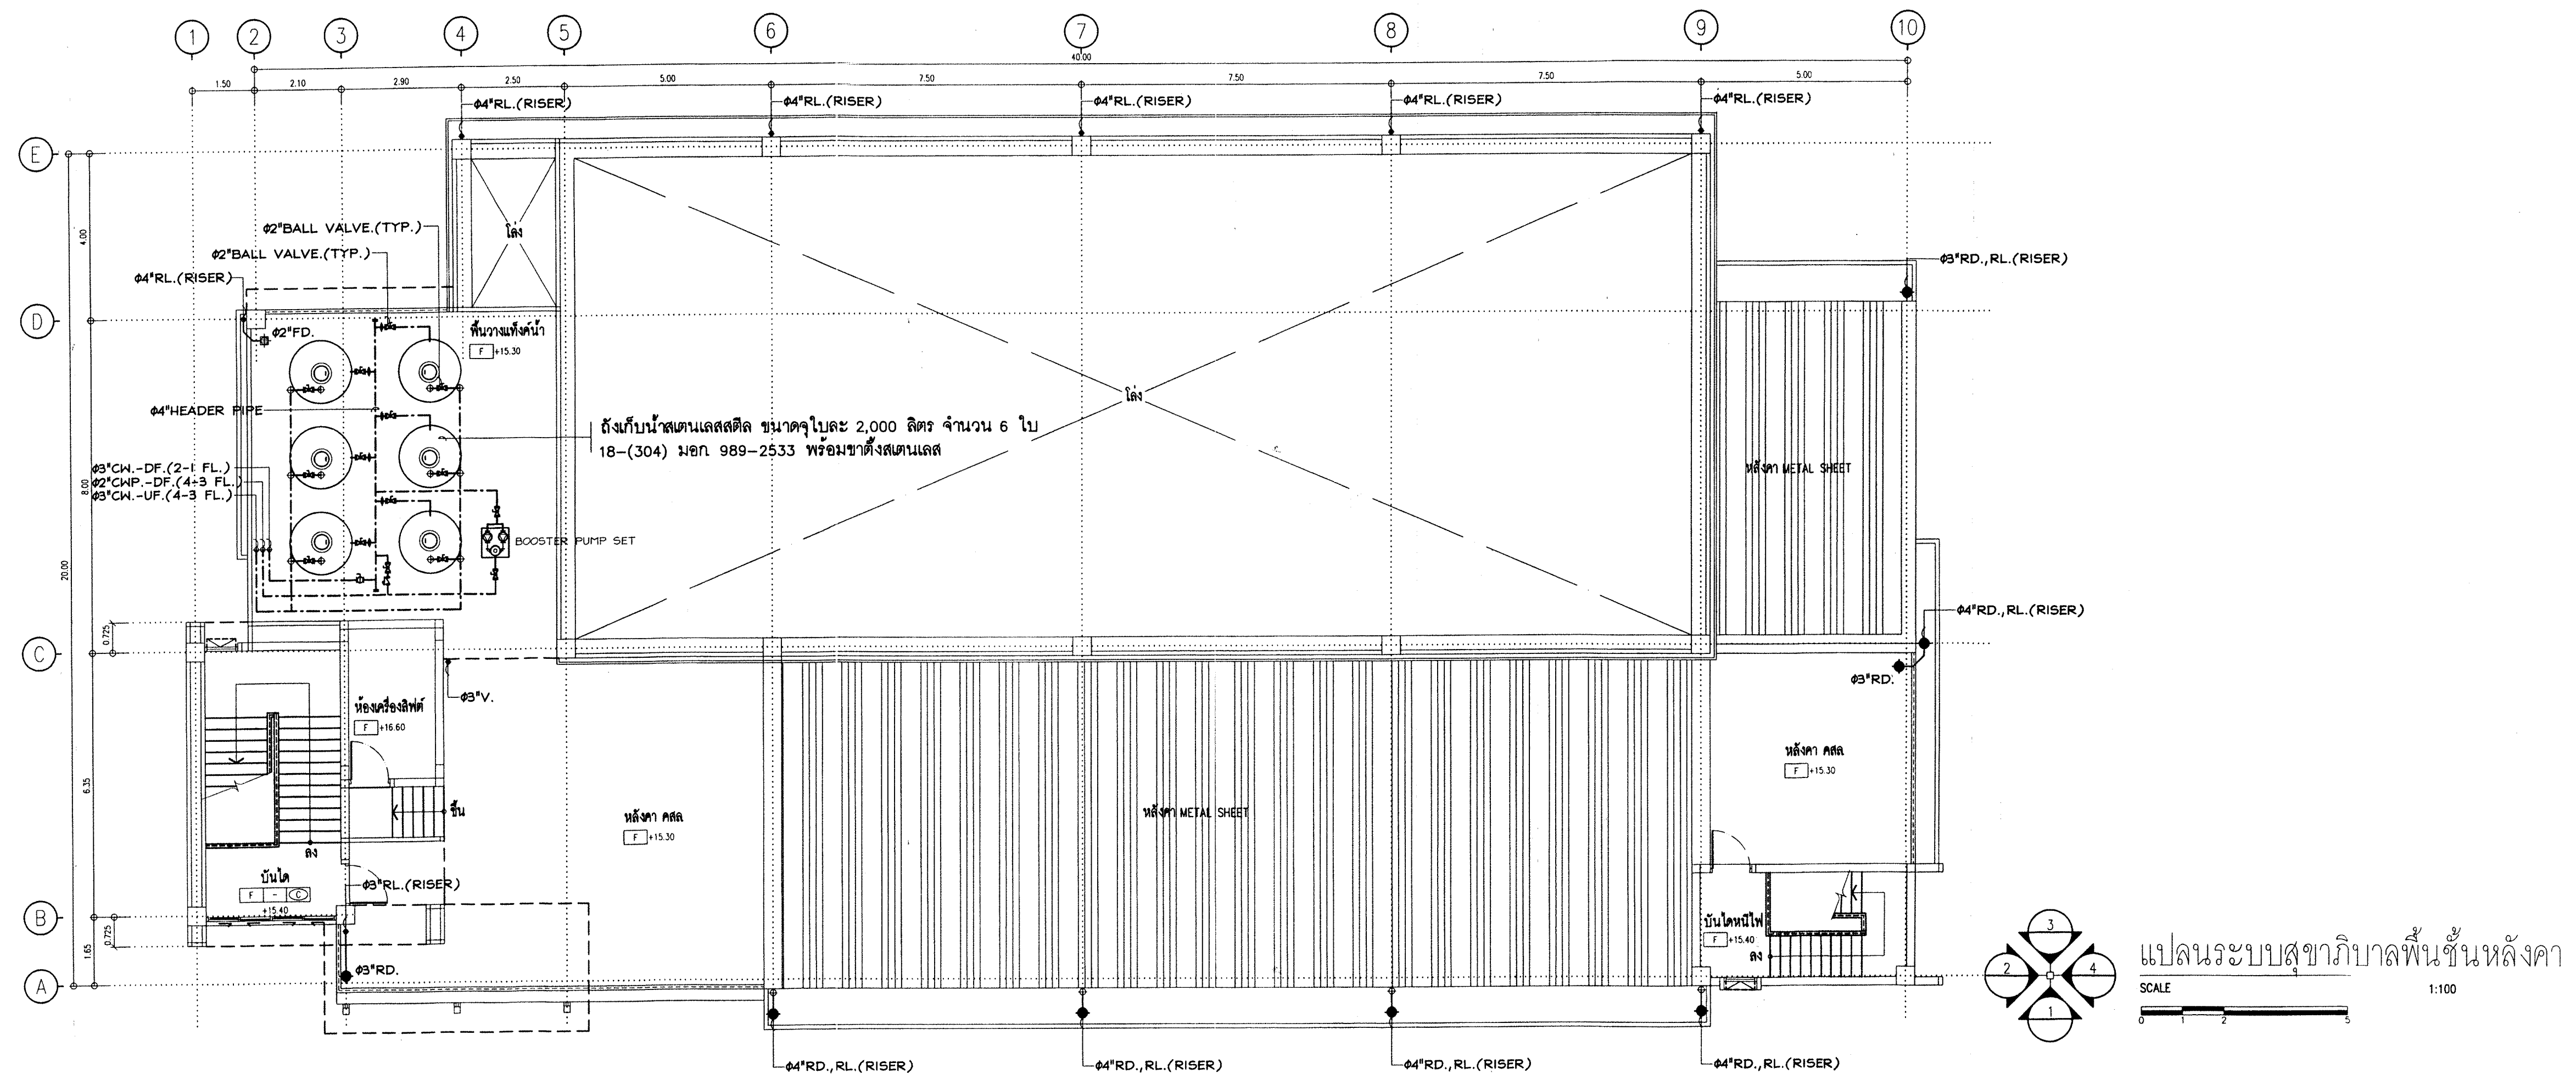 1 2 3 4 5 6 7 8 9 10
40.00
1.50 2.10 2.90 2.50 5.00 7.50 7.50 7.50 5.00
ø4"RL.(RISER) ø4"RL.(RISER) ø4"RL.(RISER) ø4"RL.(RISER) ø4"RL.(RISER)
E
4.00
ø2"BALL VALVE.(TYP.)
โล่ง
ø2"BALL VALVE.(TYP.)
ø3"RD.,RL.(RISER)
ø4"RL.(RISER)
D
ø2"FD.
พื้นวางแท็งค์น้ำ
F +15.30
โล่ง
ø4"HEADER PIPE
ถังเก็บน้ำสเตนเลสสตีล ขนาดจุใบละ 2,000 ลิตร จำนวน 6 ใบ
18-(304) มอก 989-2533 พร้อมขาตั้งสเตนเลส
ø3"CW.-DF.(2-1 FL.)
ø2"CWP.-DF.(4-3 FL.)
ø3"CW.-UF.(4-3 FL.)
หลังคา METAL SHEET
8.00
20.00
BOOSTER PUMP SET
ø4"RD.,RL.(RISER)
0.725
C
ø3"RD.
ø3"V.
ห้องเครื่องลิฟต์
F +16.60
หลังคา คสล
F +15.30
6.35
ขึ้น
หลังคา คสล
F +15.30
หลังคา METAL SHEET
ลง
บันได
F - C
+15.40
ø3"RL.(RISER)
B
0.725
1.65
บันไดหนีไฟ
F +15.40
ลง
A
ø3"RD.
3
2 4
1
แปลนระบบสุขาภิบาลพื้นชั้นหลังคา
SCALE 1:100
0 1 2 5
ø4"RD.,RL.(RISER) ø4"RD.,RL.(RISER) ø4"RD.,RL.(RISER) ø4"RD.,RL.(RISER)